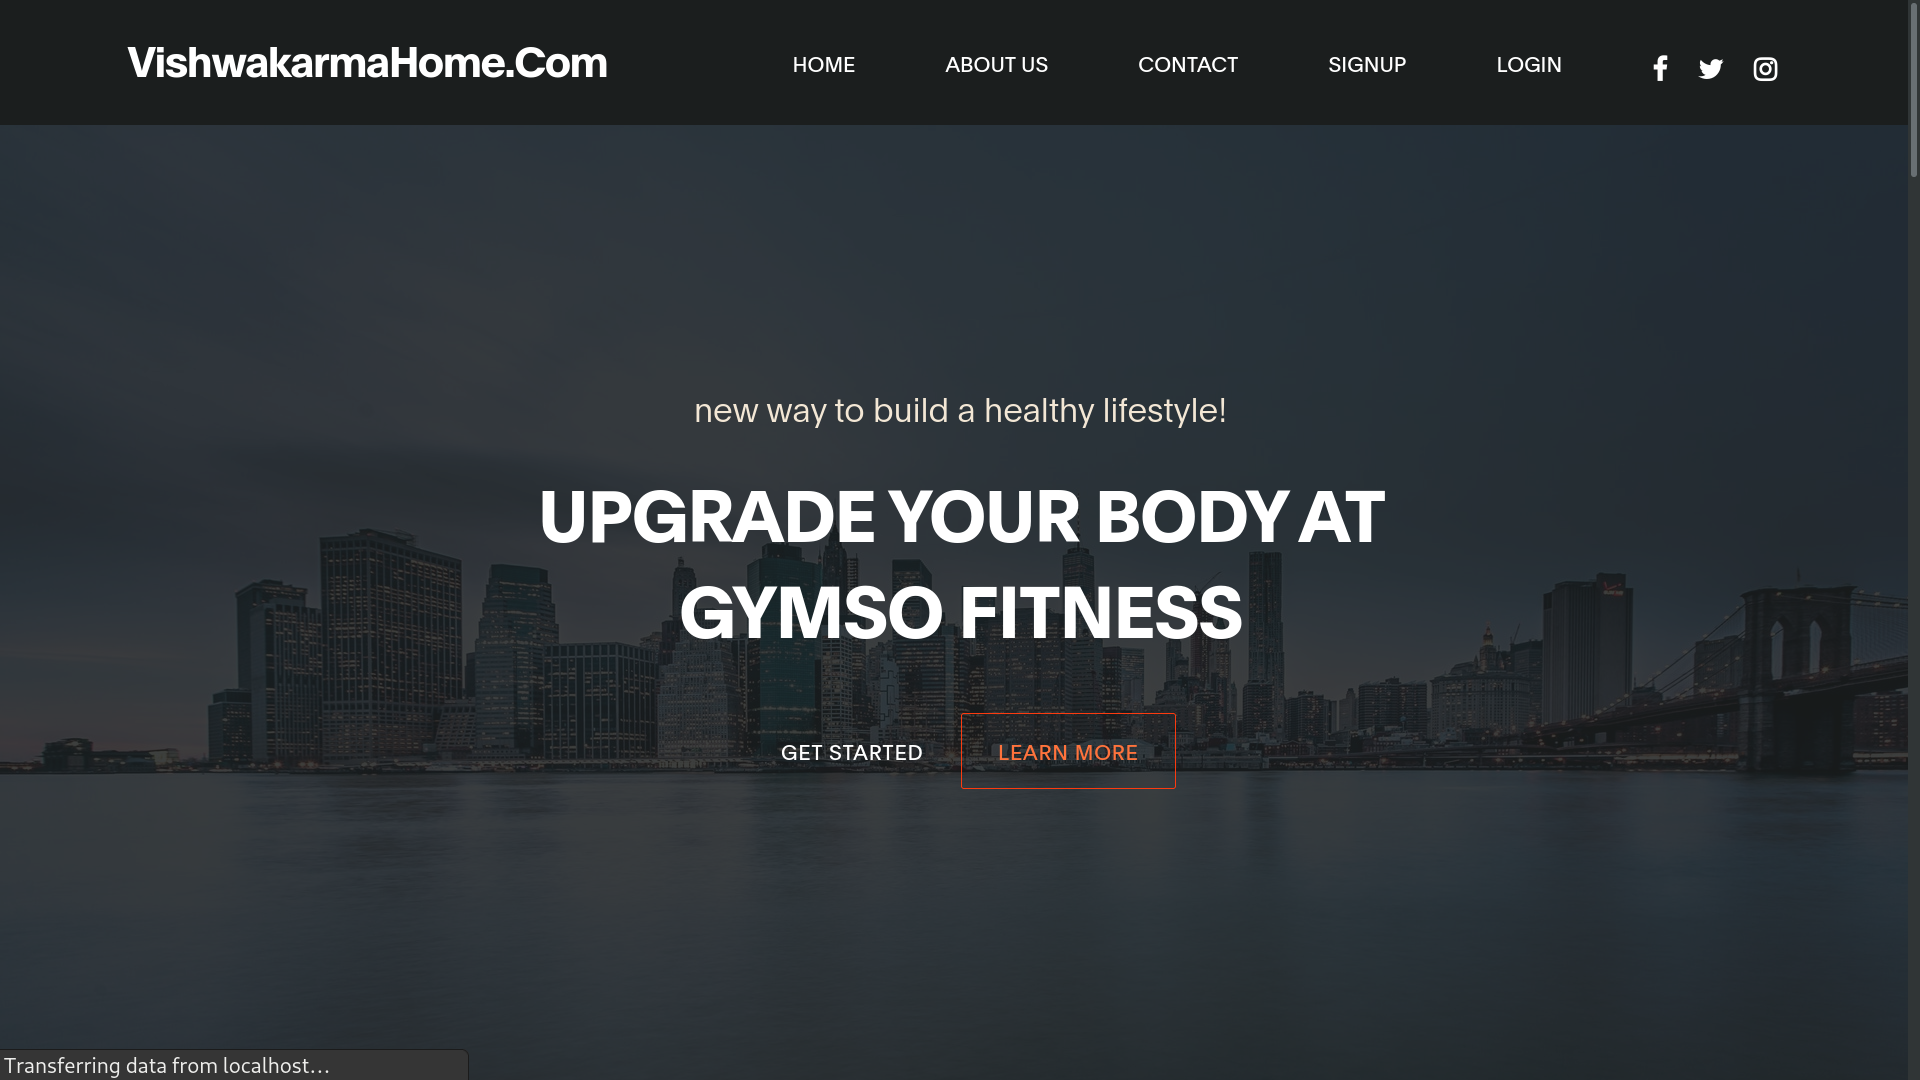 VishwakarmaHome.Com
HOME ABOUT US CONTACT SIGNUP LOGIN
new way to build a healthy lifestyle!
UPGRADE YOUR BODY AT
GYMSO FITNESS
GET STARTED LEARN MORE
Transferring data from localhost...